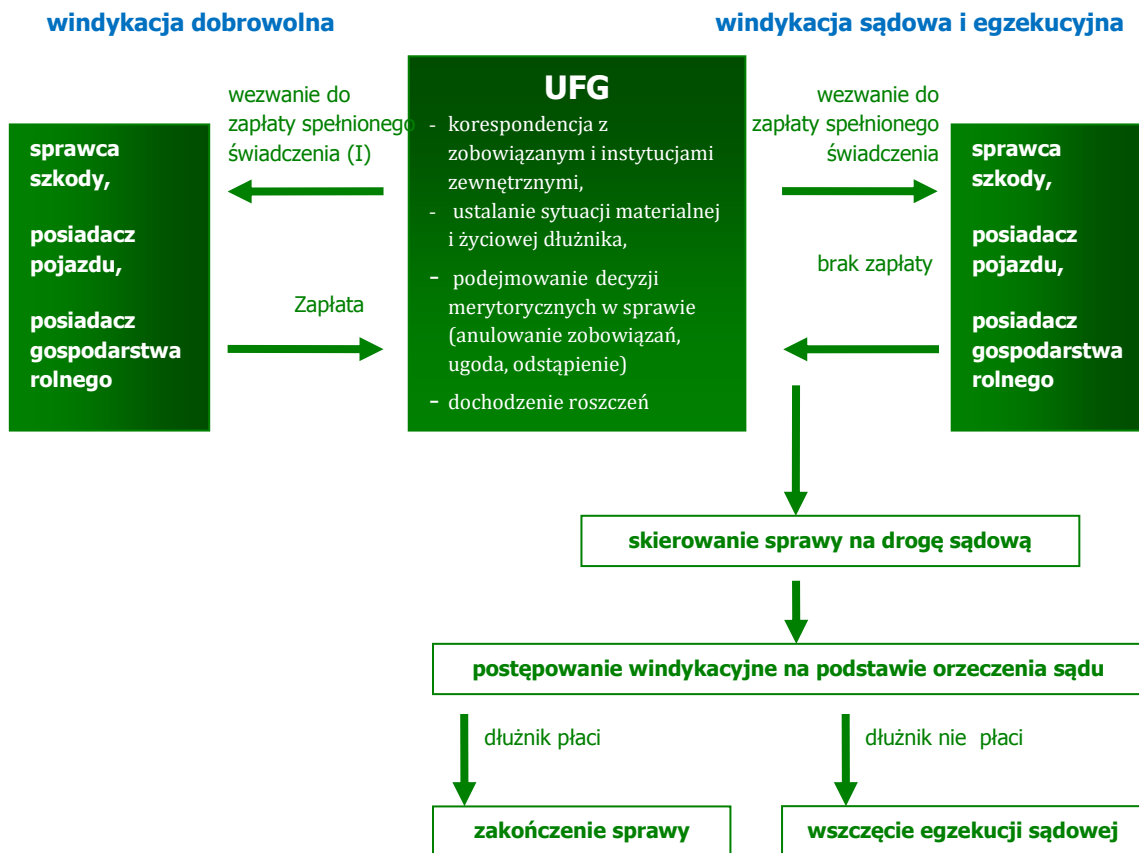 windykacja dobrowolna
windykacja sądowa i egzekucyjna
wezwanie do
zapłaty spełnionego
świadczenia (I)
sprawca
szkody,
posiadacz
pojazdu,
posiadacz
gospodarstwa
rolnego
Zapłata
UFG
- korespondencja z
zobowiązanym i instytucjami
zewnętrznymi,
- ustalanie sytuacji materialnej
i życiowej dłużnika,
- podejmowanie decyzji
merytorycznych w sprawie
(anulowanie zobowiązań,
ugoda, odstąpienie)
- dochodzenie roszczeń
wezwanie do
zapłaty spełnionego
świadczenia
brak zapłaty
sprawca
szkody,
posiadacz
pojazdu,
posiadacz
gospodarstwa
rolnego
skierowanie sprawy na drogę sądową
postępowanie windykacyjne na podstawie orzeczenia sądu
dłużnik płaci
dłużnik nie płaci
zakończenie sprawy
wszczęcie egzekucji sądowej